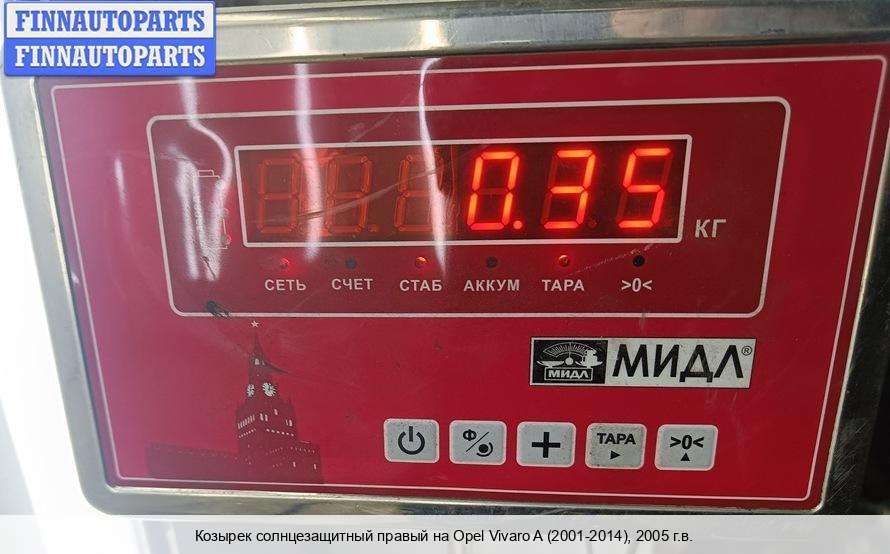 FINNAUTOPARTS
FINNAUTOPARTS
0.35
КГ
СЕТЬ СЧЕТ СТАБ АККУМ ТАРА >0<
МИДЛ МИДЛ®
Ф/ + ТАРА >0<
Козырек солнцезащитный правый на Opel Vivaro A (2001-2014), 2005 г.в.